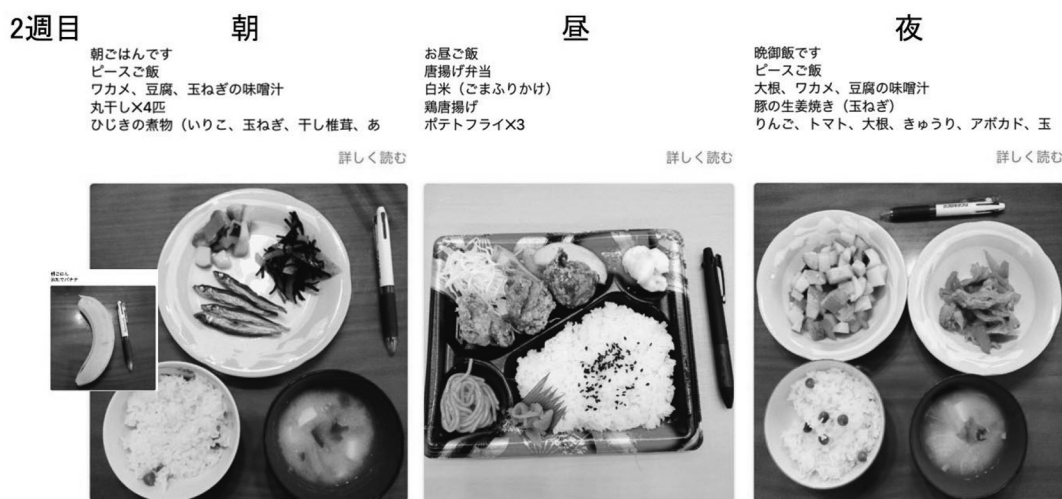 2週目
朝
昼
夜
朝ごはんです
ピースご飯
ワカメ、豆腐、玉ねぎの味噌汁
丸干し×4匹
ひじきの煮物（いりこ、玉ねぎ、干し椎茸、あ
詳しく読む
お昼ご飯
唐揚げ弁当
白米（ごまふりかけ）
鶏唐揚げ
ポテトフライ×3
詳しく読む
晩御飯です
ピースご飯
大根、ワカメ、豆腐の味噌汁
豚の生姜焼き（玉ねぎ）
りんご、トマト、大根、きゅうり、アボカド、玉
詳しく読む
朝ごはん